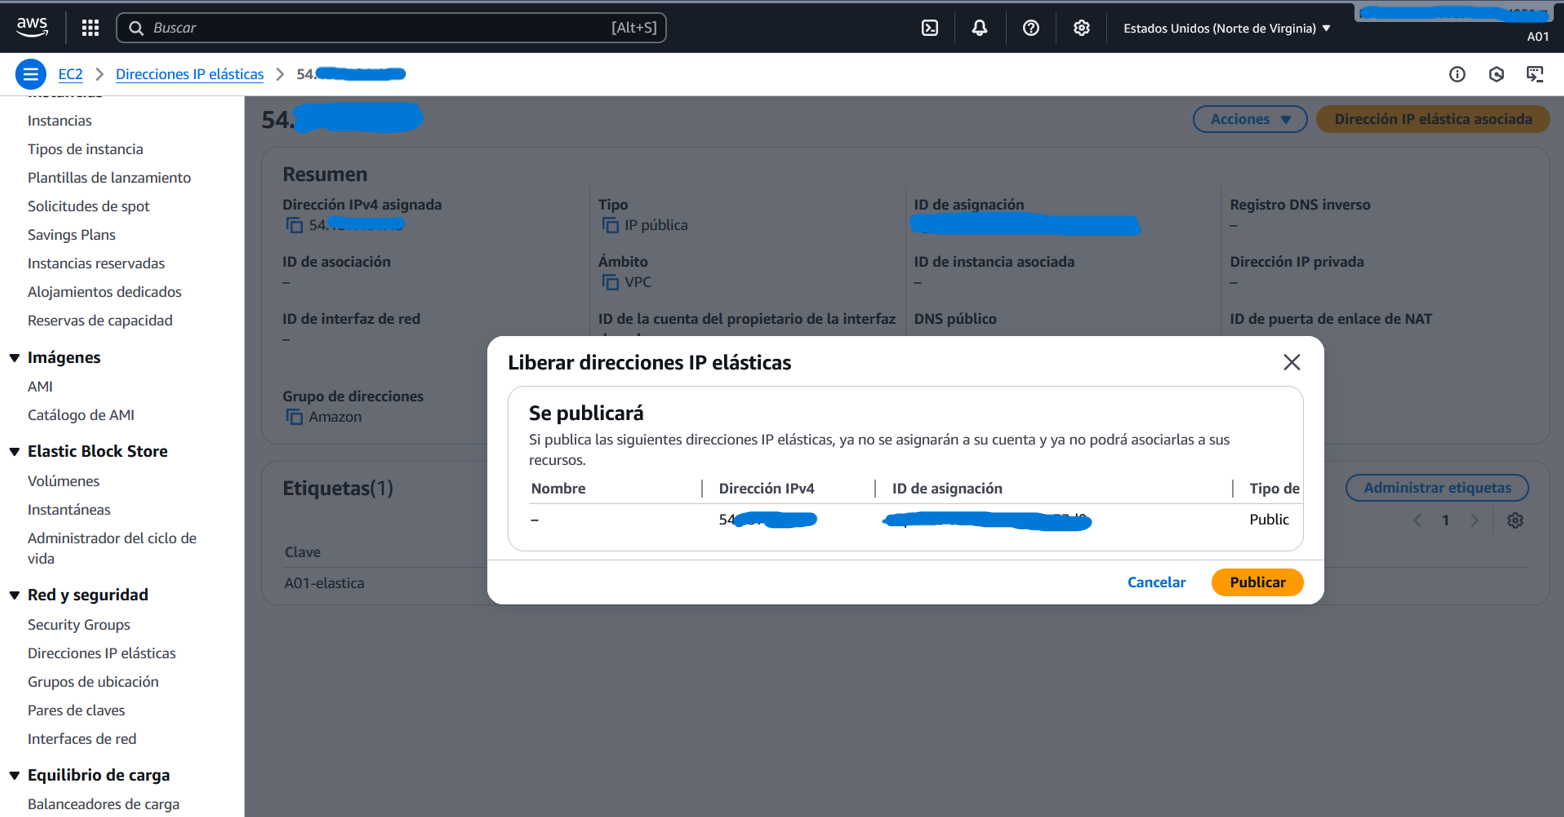 aws
Buscar
[Alt+S]
Estados Unidos (Norte de Virginia)
A01
EC2
Direcciones IP elásticas
54.
Instancias
Instancias
Tipos de instancia
Plantillas de lanzamiento
Solicitudes de spot
Savings Plans
Instancias reservadas
Alojamientos dedicados
Reservas de capacidad
Imágenes
AMI
Catálogo de AMI
Elastic Block Store
Volúmenes
Instantáneas
Administrador del ciclo de
vida
Red y seguridad
Security Groups
Direcciones IP elásticas
Grupos de ubicación
Pares de claves
Interfaces de red
Equilibrio de carga
Balanceadores de carga
54.
Acciones
Dirección IP elástica asociada
Resumen
Dirección IPv4 asignada
54.
Tipo
IP pública
ID de asignación
Registro DNS inverso
–
ID de asociación
–
Ámbito
VPC
ID de instancia asociada
–
Dirección IP privada
–
ID de interfaz de red
–
ID de la cuenta del propietario de la interfaz
DNS público
ID de puerta de enlace de NAT
Grupo de direcciones
Amazon
Etiquetas(1)
Administrar etiquetas
1
Clave
A01-elastica
Liberar direcciones IP elásticas
Se publicará
Si publica las siguientes direcciones IP elásticas, ya no se asignarán a su cuenta y ya no podrá asociarlas a sus
recursos.
Nombre
Dirección IPv4
ID de asignación
Tipo de
–
54
Public
Cancelar
Publicar